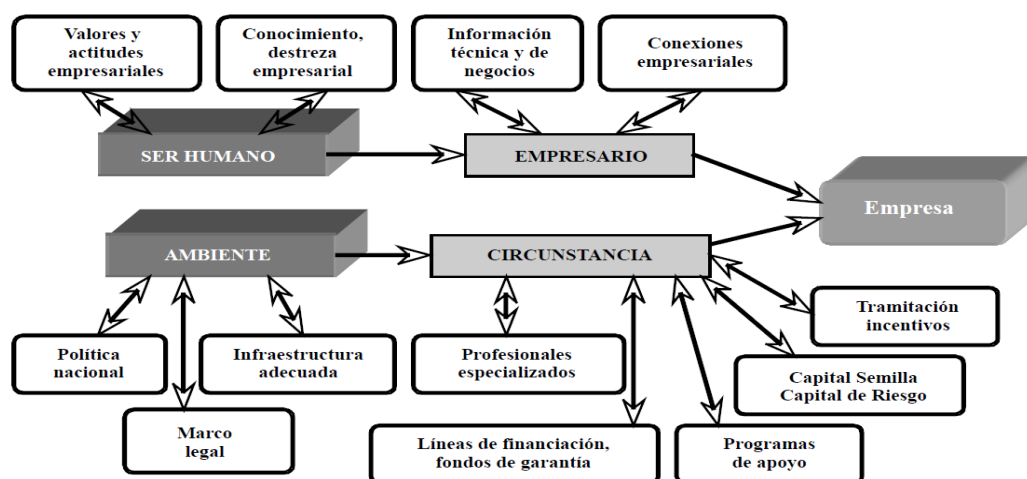 Valores y
actitudes
empresariales
Conocimiento,
destreza
empresarial
Información
técnica y de
negocios
Conexiones
empresariales
SER HUMANO
EMPRESARIO
Empresa
AMBIENTE
CIRCUNSTANCIA
Política
nacional
Infraestructura
adecuada
Profesionales
especializados
Tramitación
incentivos
Capital Semilla
Capital de Riesgo
Marco
legal
Líneas de financiación,
fondos de garantía
Programas
de apoyo